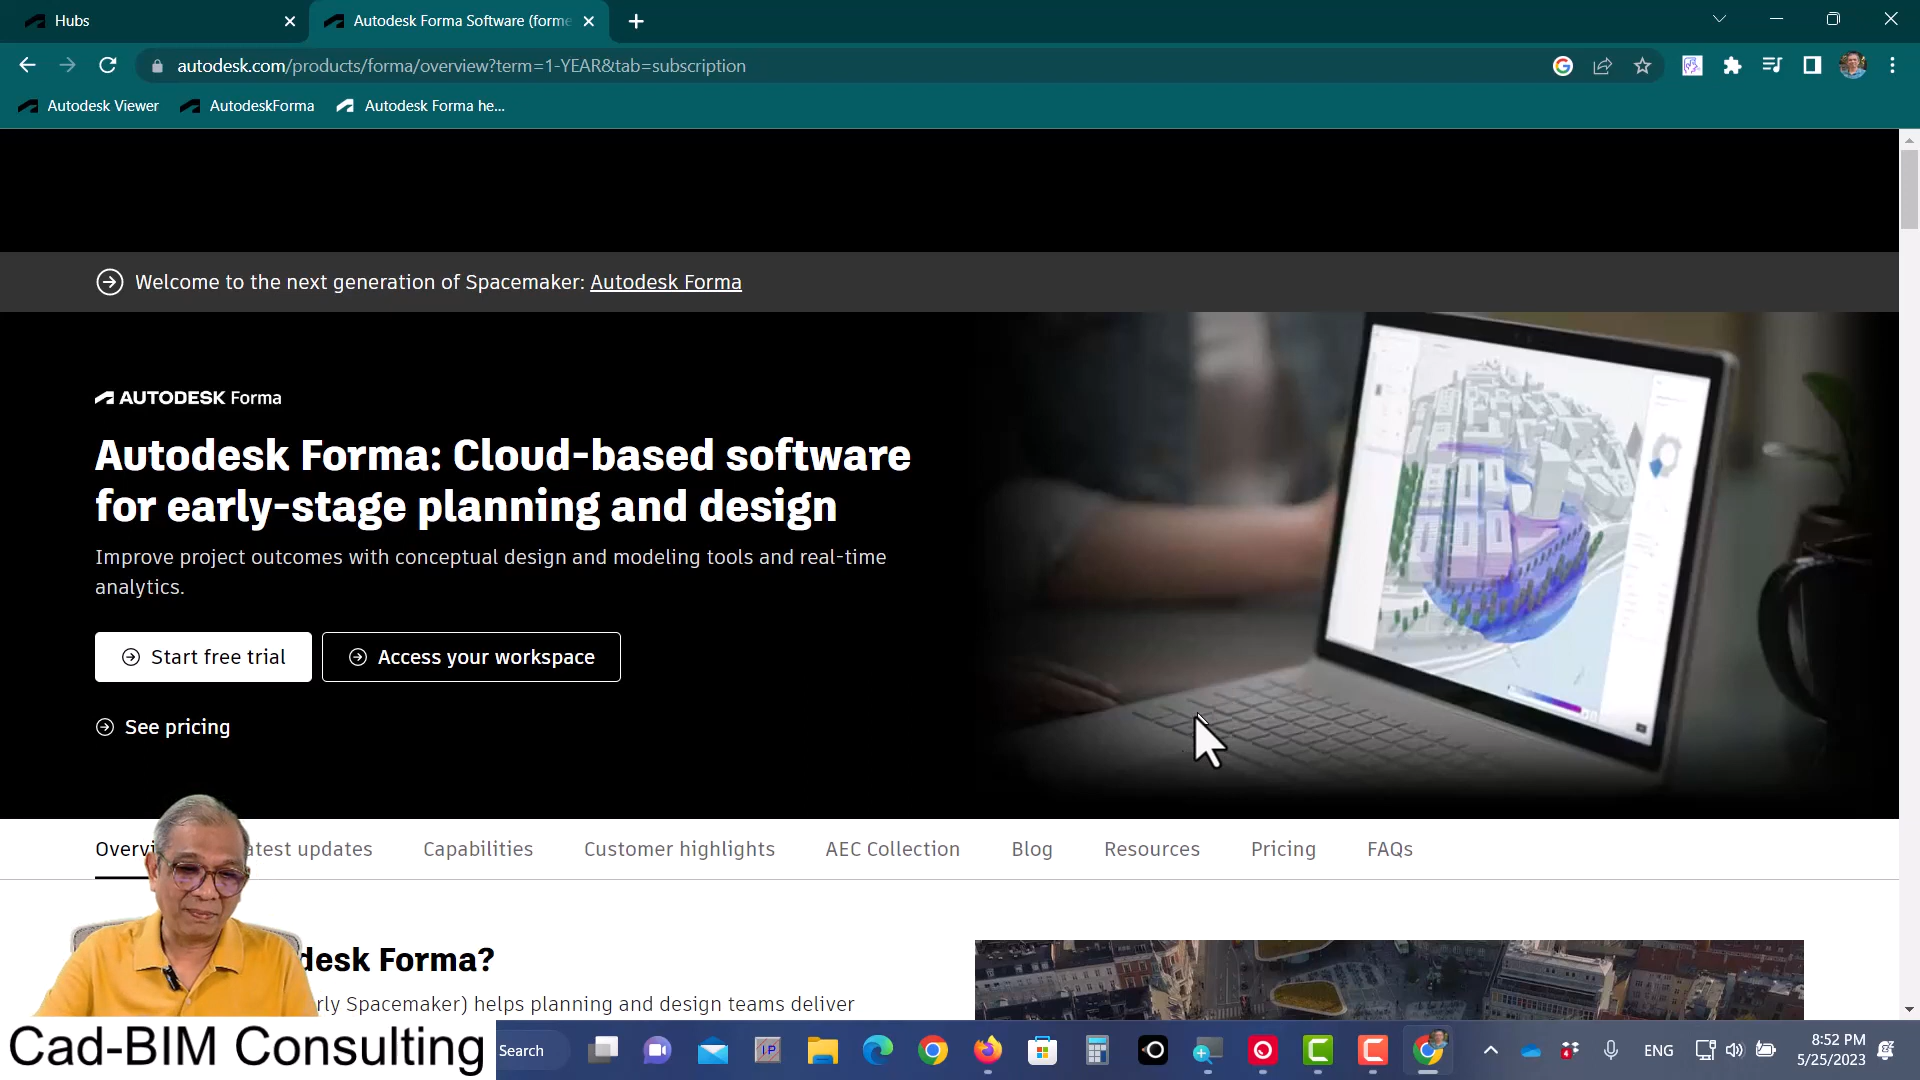 Hubs
Autodesk Forma Software (forme
autodesk.com/products/forma/overview?term=1-YEAR&tab=subscription
Autodesk Viewer
AutodeskForma
Autodesk Forma he...
Welcome to the next generation of Spacemaker: Autodesk Forma
AUTODESK Forma
Autodesk Forma: Cloud-based software
for early-stage planning and design
Improve project outcomes with conceptual design and modeling tools and real-time
analytics.
Start free trial
Access your workspace
See pricing
Overvi
atest updates
Capabilities
Customer highlights
AEC Collection
Blog
Resources
Pricing
FAQs
desk Forma?
rly Spacemaker) helps planning and design teams deliver
Cad-BIM Consulting
Search
IP
ENG
8:52 PM
5/25/2023